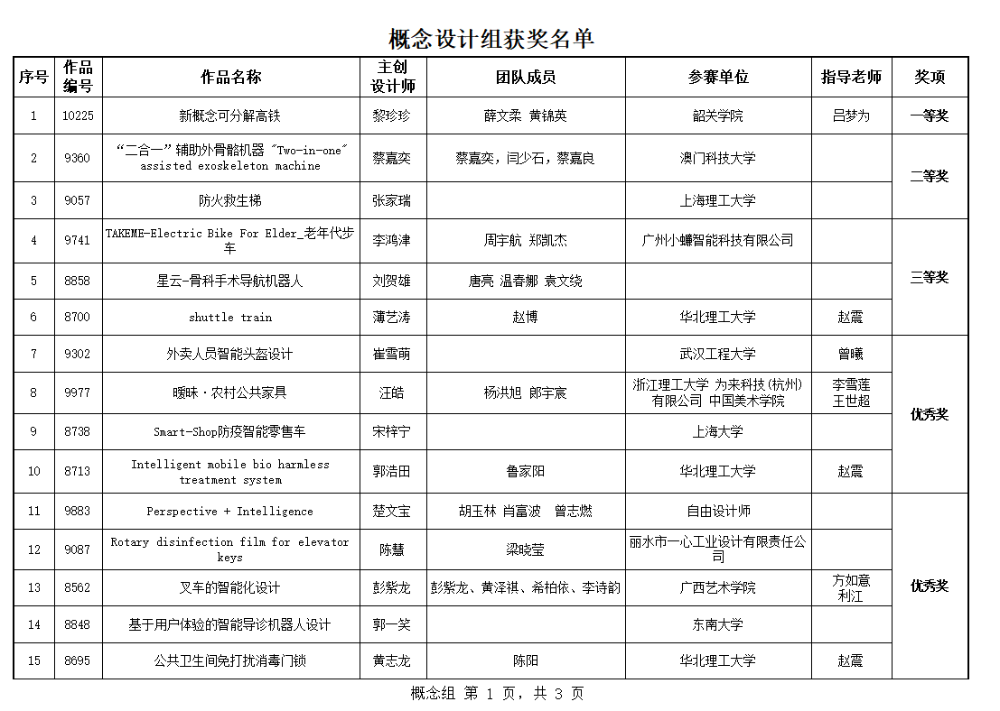 概念设计组获奖名单
序号 作品编号 作品名称 主创设计师 团队成员 参赛单位 指导老师 奖项
1 10225 新概念可分解高铁 黎珍珍 薛文柔 黄锦英 韶关学院 吕梦为 一等奖
2 9360 “二合一”辅助外骨骼机器 "Two-in-one" assisted exoskeleton machine 蔡嘉奕 蔡嘉奕，闫少石，蔡嘉良 澳门科技大学 二等奖
3 9057 防火救生梯 张家瑞 上海理工大学
4 9741 TAKEME-Electric Bike For Elder_老年代步车 李鸿津 周宇航 郑凯杰 广州小蠊智能科技有限公司 三等奖
5 8858 星云-骨科手术导航机器人 刘贺雄 唐亮 温春娜 袁文绕
6 8700 shuttle train 薄艺涛 赵博 华北理工大学 赵震
7 9302 外卖人员智能头盔设计 崔雪萌 武汉工程大学 曾曦 优秀奖
8 9977 暧昧·农村公共家具 汪皓 杨洪旭 郎宇宸 浙江理工大学 为来科技(杭州)有限公司 中国美术学院 李雪莲 王世超
9 8738 Smart-Shop防疫智能零售车 宋梓宁 上海大学
10 8713 Intelligent mobile bio harmless treatment system 郭浩田 鲁家阳 华北理工大学 赵震
11 9883 Perspective + Intelligence 楚文宝 胡玉林 肖富波 曾志燃 自由设计师 优秀奖
12 9087 Rotary disinfection film for elevator keys 陈慧 梁晓莹 丽水市一心工业设计有限责任公司
13 8562 叉车的智能化设计 彭紫龙 彭紫龙、黄泽祺、希柏依、李诗韵 广西艺术学院 方如意 利江
14 8848 基于用户体验的智能导诊机器人设计 郭一笑 东南大学
15 8695 公共卫生间免打扰消毒门锁 黄志龙 陈阳 华北理工大学 赵震
概念组 第 1 页，共 3 页